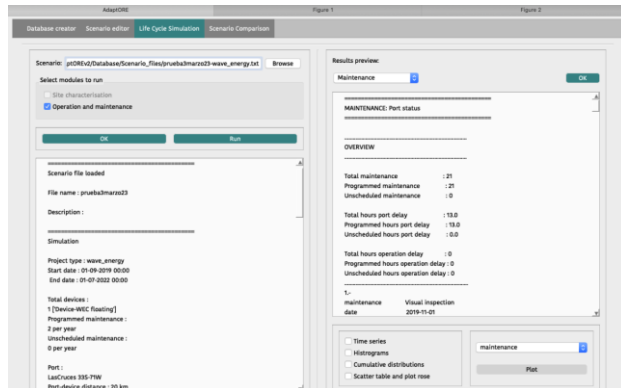 AdaptORE
Figure 1
Figure 2
Database creator
Scenario editor
Life Cycle Simulation
Scenario Comparison
Scenario:
ptOREv2/Database/Scenario_files/prueba3marzo23-wave_energy.txt
Browse
Select modules to run
Site characterisation
Operation and maintenance
OK
Run
==========================================
Scenario file loaded
File name : prueba3marzo23
Description :
==========================================
Simulation
Project type : wave_energy
Start date : 01-09-2019 00:00
End date : 01-07-2022 00:00
Total devices :
1 ['Device-WEC floating']
Programmed maintenance :
2 per year
Unscheduled maintenance :
0 per year
Port :
LasCruces 335-71W
Port-device distance : 20 km
Results preview:
Maintenance
OK
==========================================
MAINTENANCE: Port status
==========================================
------------------------------------------
OVERVIEW
------------------------------------------
Total maintenance : 21
Programmed maintenance : 21
Unscheduled maintenance : 0
Total hours port delay : 13.0
Programmed hours port delay : 13.0
Unscheduled hours port delay : 0.0
Total hours operation delay : 0
Programmed hours operation delay : 0
Unscheduled hours operation delay : 0
------------------------------------------
1.-
maintenance Visual inspection
date 2019-11-01
Time series
Histograms
Cumulative distributions
Scatter table and plot rose
maintenance
Plot